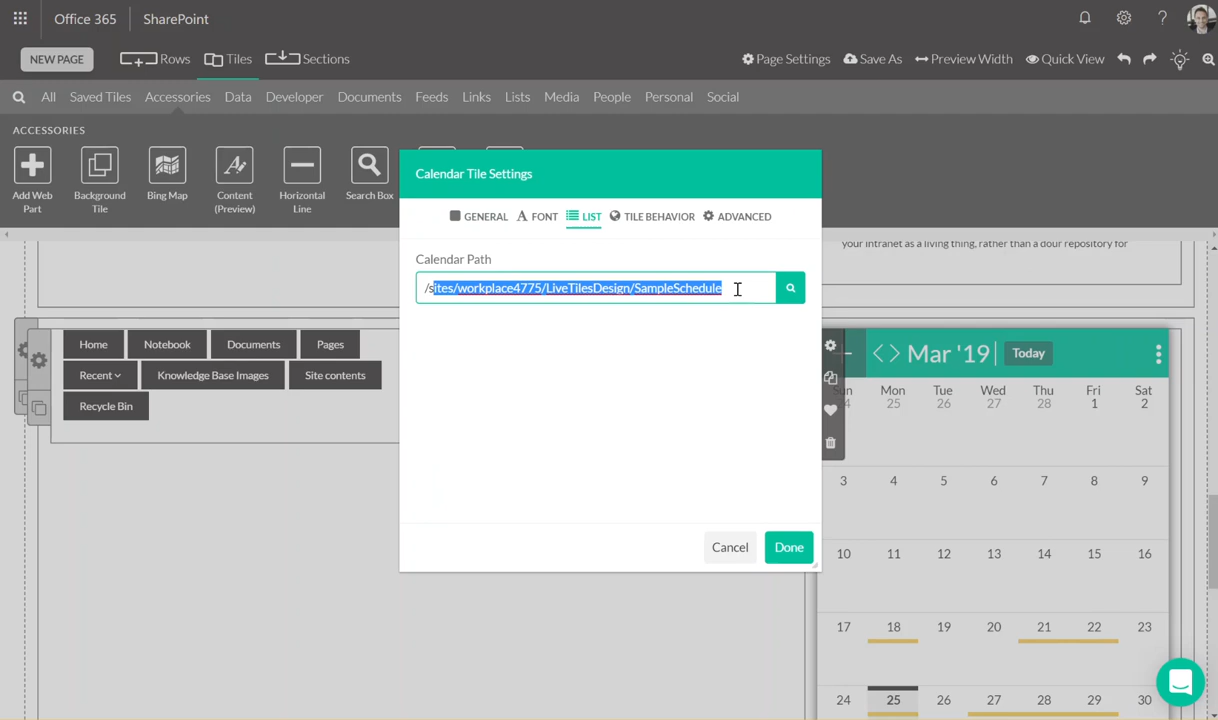 Office 365
SharePoint
?
NEW PAGE
Rows
Tiles
Sections
Page Settings
Save As
Preview Width
Quick View
All
Saved Tiles
Accessories
Data
Developer
Documents
Feeds
Links
Lists
Media
People
Personal
Social
ACCESSORIES
Add Web
Part
Background
Tile
Bing Map
Content
(Preview)
Horizontal
Line
Search Box
Calendar Tile Settings
GENERAL
A FONT
LIST
TILE BEHAVIOR
ADVANCED
Calendar Path
/sites/workplace4775/LiveTilesDesign/SampleSchedule
Cancel
Done
your intranet as a living thing, rather than a dour repository for
Home
Notebook
Documents
Pages
Recent
Knowledge Base Images
Site contents
Recycle Bin
Mar '19
Today
Sun Mon Tue Wed Thu Fri Sat
25 26 27 28 1 2
3 4 5 6 7 8 9
10 11 12 13 14 15 16
17 18 19 20 21 22 23
24 25 26 27 28 29 30